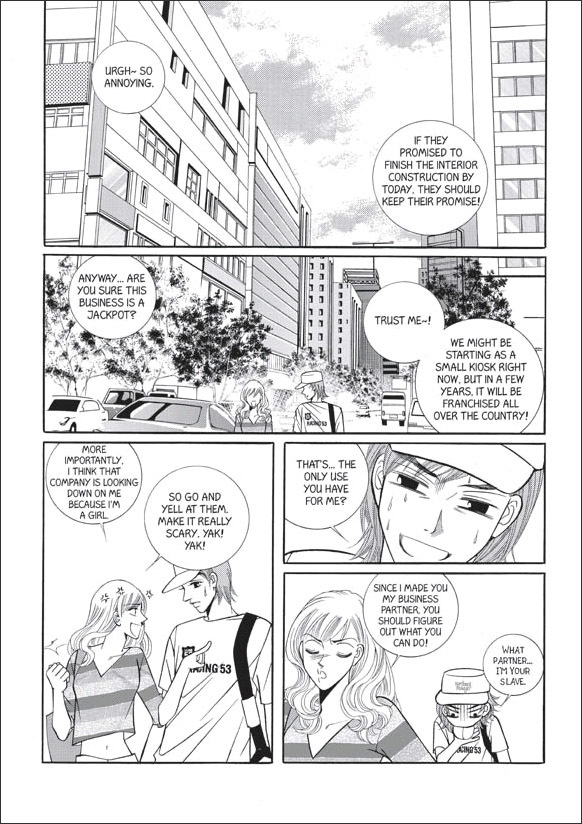 URGH~ SO
ANNOYING.
IF THEY
PROMISED TO
FINISH THE INTERIOR
CONSTRUCTION BY
TODAY, THEY SHOULD
KEEP THEIR PROMISE!
ANYWAY... ARE
YOU SURE THIS
BUSINESS IS A
JACKPOT?
TRUST ME~!
WE MIGHT BE
STARTING AS A
SMALL KIOSK RIGHT
NOW, BUT IN A FEW
YEARS, IT WILL BE
FRANCHISED ALL
OVER THE COUNTRY!
RACING 53
MORE
IMPORTANTLY,
I THINK THAT
COMPANY IS LOOKING
DOWN ON ME
BECAUSE I'M
A GIRL.
SO GO AND
YELL AT THEM.
MAKE IT REALLY
SCARY. YAK!
YAK!
CING 53
THAT'S... THE
ONLY USE
YOU HAVE
FOR ME?
SINCE I MADE YOU
MY BUSINESS
PARTNER, YOU
SHOULD FIGURE
OUT WHAT YOU
CAN DO!
WHAT
PARTNER...
I'M YOUR
SLAVE.
53